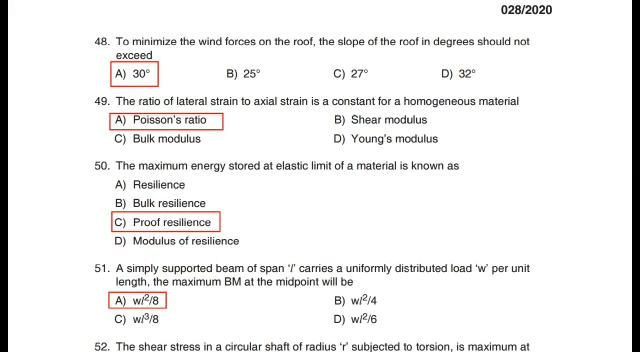 028/2020
48. To minimize the wind forces on the roof, the slope of the roof in degrees should not
exceed
A) 30° B) 25° C) 27° D) 32°
49. The ratio of lateral strain to axial strain is a constant for a homogeneous material
A) Poisson's ratio B) Shear modulus
C) Bulk modulus D) Young's modulus
50. The maximum energy stored at elastic limit of a material is known as
A) Resilience
B) Bulk resilience
C) Proof resilience
D) Modulus of resilience
51. A simply supported beam of span 'l' carries a uniformly distributed load 'w' per unit
length, the maximum BM at the midpoint will be
A) wl²/8 B) wl²/4
C) wl³/8 D) wl²/6
52. The shear stress in a circular shaft of radius 'r' subjected to torsion, is maximum at